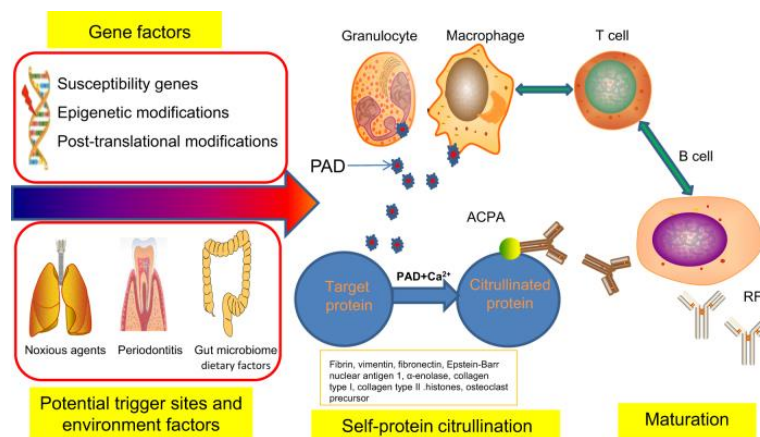 Gene factors
Susceptibility genes
Epigenetic modifications
Post-translational modifications
Noxious agents
Periodontitis
Gut microbiome
dietary factors
Potential trigger sites and
environment factors
Granulocyte
Macrophage
T cell
B cell
PAD
ACPA
Target
protein
PAD+Ca²⁺
Citrullinated
protein
RF
Fibrin, vimentin, fibronectin, Epstein-Barr
nuclear antigen 1, α-enolase, collagen
type I, collagen type II .histones, osteoclast
precursor
Self-protein citrullination
Maturation